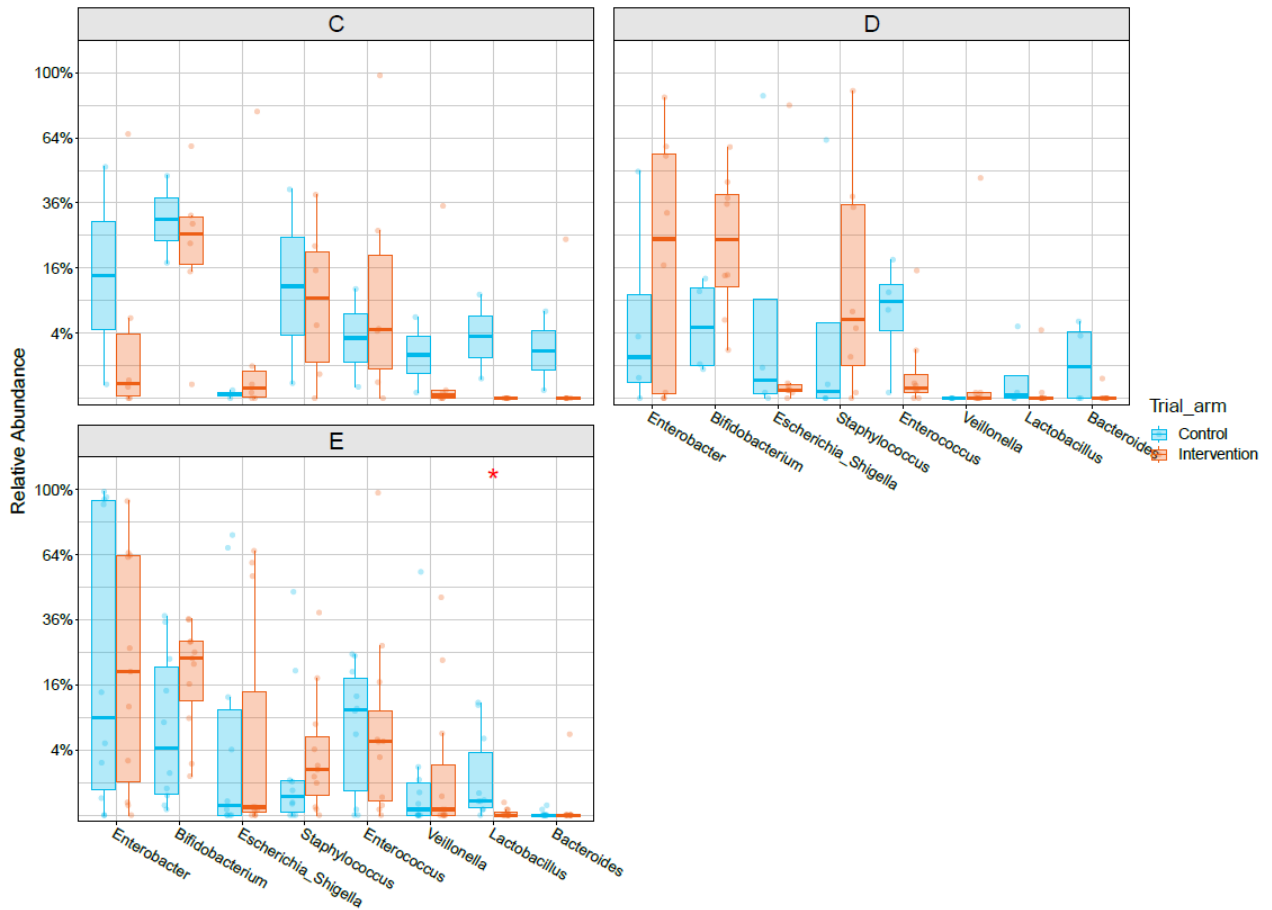 C
D
Relative Abundance
100%
64%
36%
16%
4%
Enterobacter
Bifidobacterium
Escherichia_Shigella
Staphylococcus
Enterococcus
Veillonella
Lactobacillus
Bacteroides
Trial_arm
Control
Intervention
E
*
100%
64%
36%
16%
4%
Enterobacter
Bifidobacterium
Escherichia_Shigella
Staphylococcus
Enterococcus
Veillonella
Lactobacillus
Bacteroides